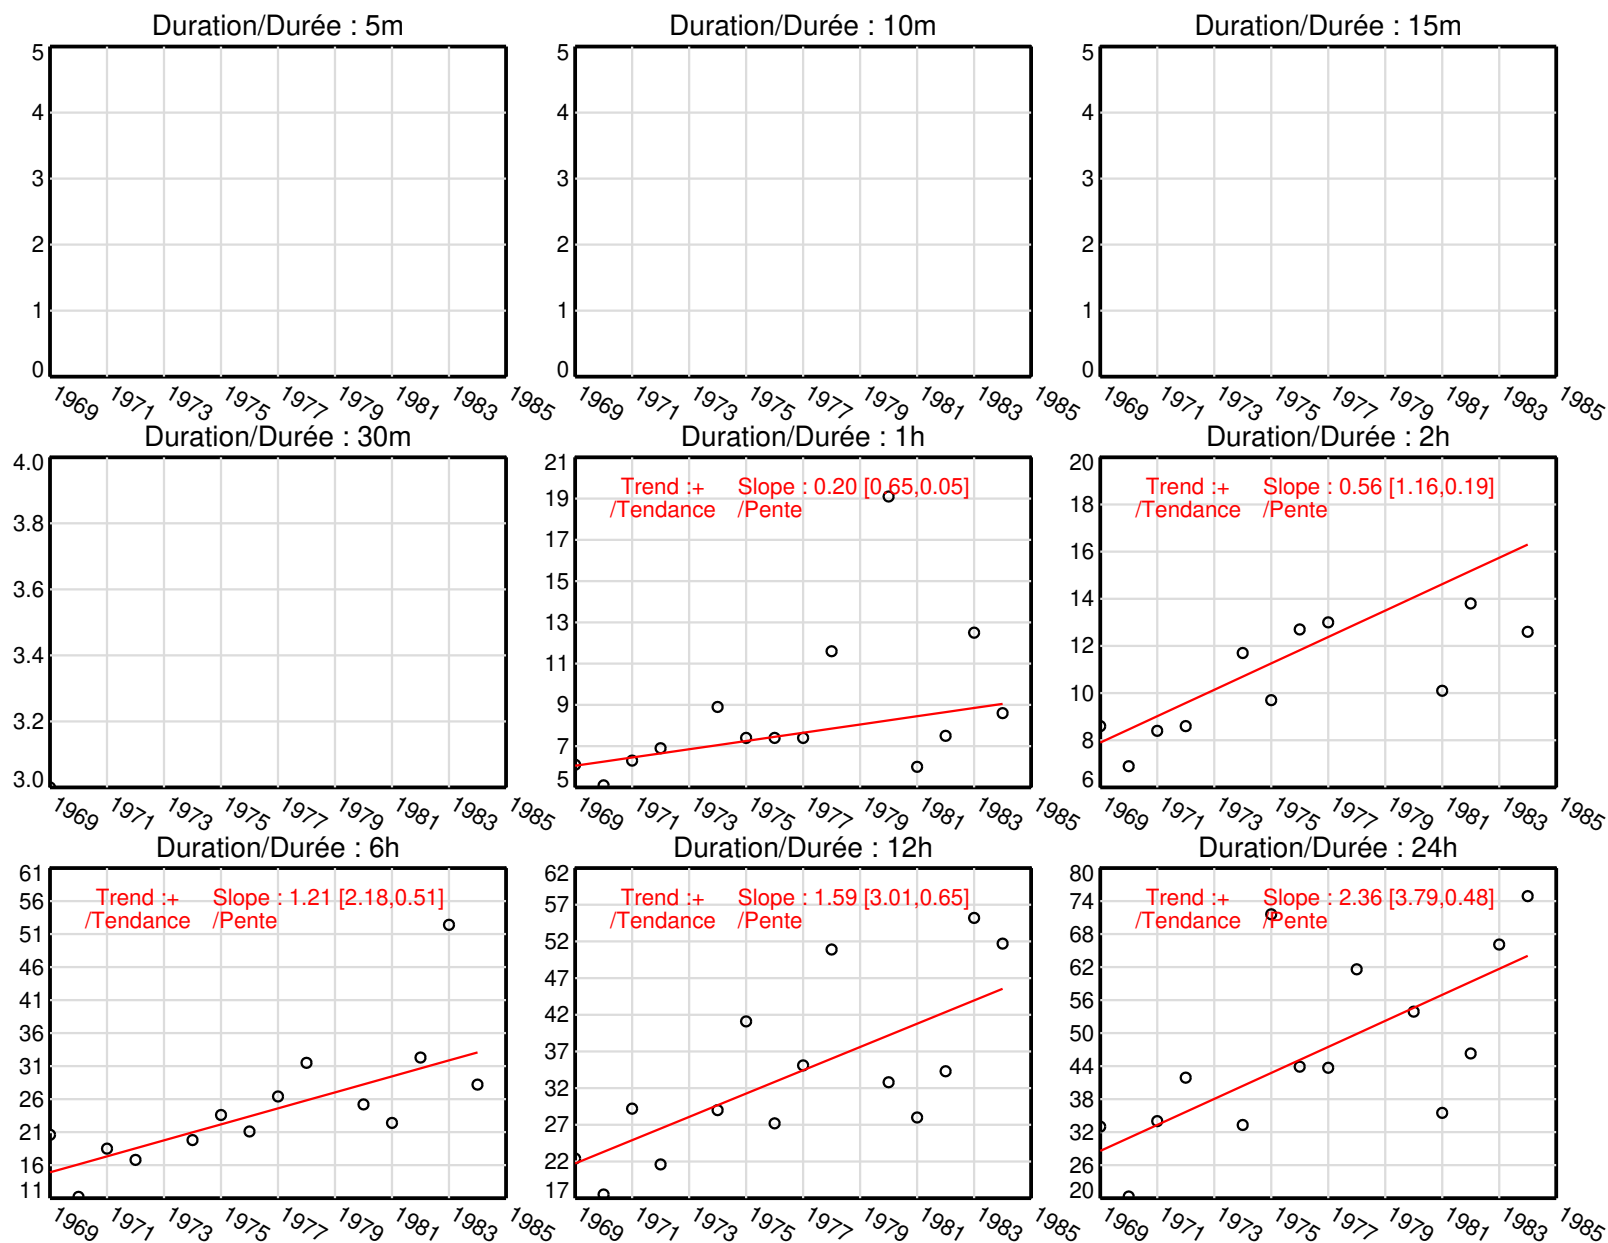 Duration/Durée : 5m
Duration/Durée : 10m
Duration/Durée : 15m
5
4
3
2
1
0
1969 1971 1973 1975 1977 1979 1981 1983 1985
5
4
3
2
1
0
1969 1971 1973 1975 1977 1979 1981 1983 1985
5
4
3
2
1
0
1969 1971 1973 1975 1977 1979 1981 1983 1985
Duration/Durée : 30m
4.0
3.8
3.6
3.4
3.2
3.0
1969 1971 1973 1975 1977 1979 1981 1983 1985
Duration/Durée : 1h
Trend :+ Slope : 0.20 [0.65,0.05]
/Tendance /Pente
21
19
17
15
13
11
9
7
5
1969 1971 1973 1975 1977 1979 1981 1983 1985
Duration/Durée : 2h
Trend :+ Slope : 0.56 [1.16,0.19]
/Tendance /Pente
20
18
16
14
12
10
8
6
1969 1971 1973 1975 1977 1979 1981 1983 1985
Duration/Durée : 6h
Trend :+ Slope : 1.21 [2.18,0.51]
/Tendance /Pente
61
56
51
46
41
36
31
26
21
16
11
1969 1971 1973 1975 1977 1979 1981 1983 1985
Duration/Durée : 12h
Trend :+ Slope : 1.59 [3.01,0.65]
/Tendance /Pente
62
57
52
47
42
37
32
27
22
17
1969 1971 1973 1975 1977 1979 1981 1983 1985
Duration/Durée : 24h
Trend :+ Slope : 2.36 [3.79,0.48]
/Tendance /Pente
80
74
68
62
56
50
44
38
32
26
20
1969 1971 1973 1975 1977 1979 1981 1983 1985